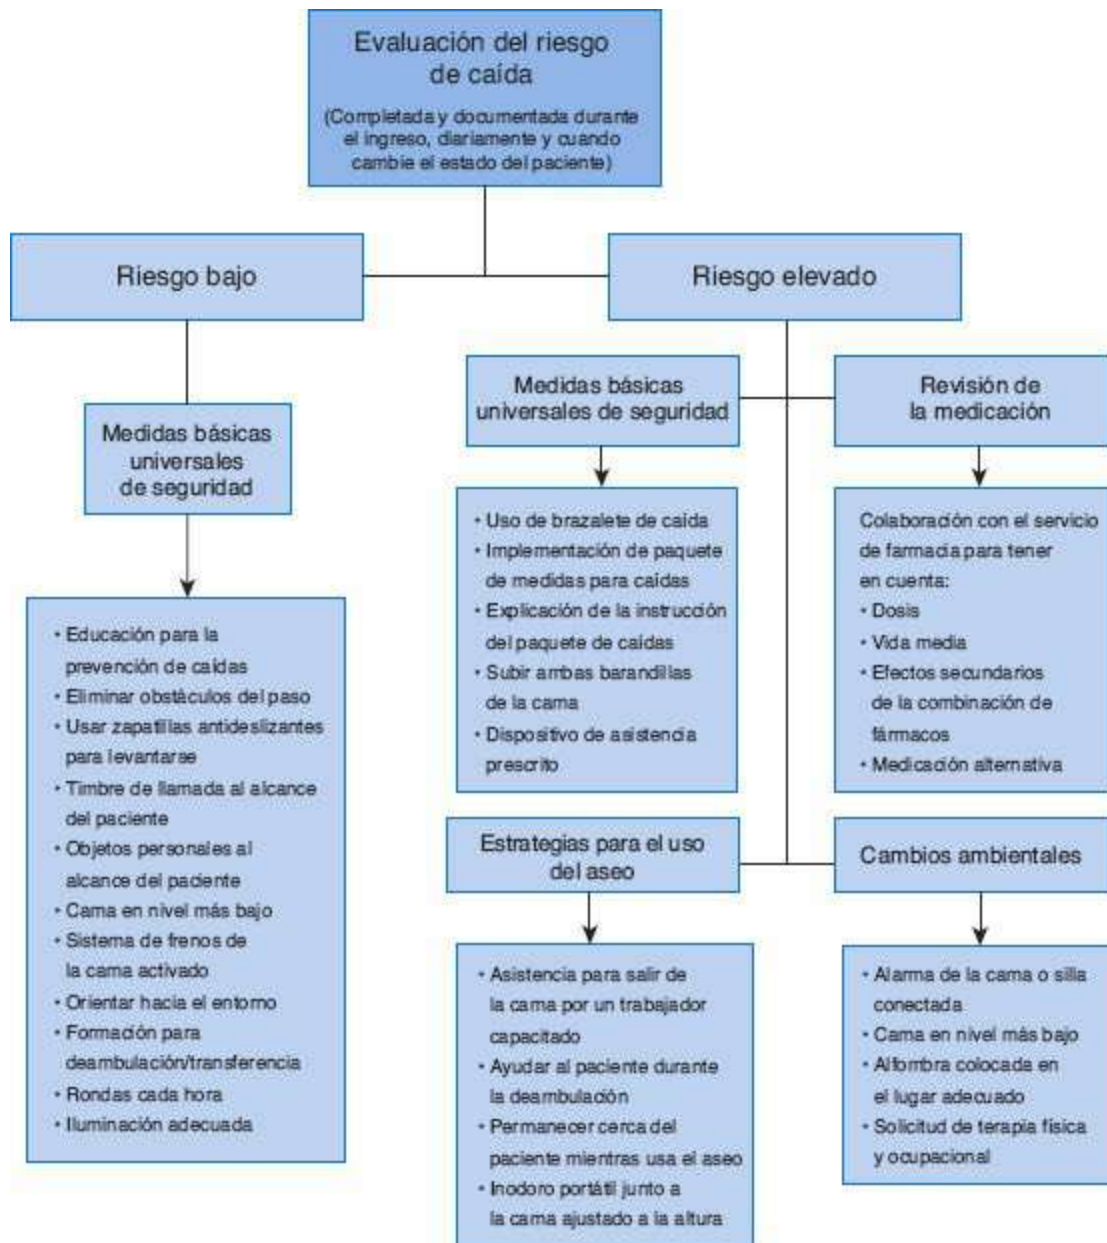 Evaluación del riesgo
de caída
(Completada y documentada durante
el ingreso, diariamente y cuando
cambie el estado del paciente)
Riesgo bajo
Riesgo elevado
Medidas básicas
universales
de seguridad
• Educación para la
prevención de caídas
• Eliminar obstáculos del paso
• Usar zapatillas antideslizantes
para levantarse
• Timbre de llamada al alcance
del paciente
• Objetos personales al
alcance del paciente
• Cama en nivel más bajo
• Sistema de frenos de
la cama activado
• Orientar hacia el entorno
• Formación para
deambulación/transferencia
• Rondas cada hora
• Iluminación adecuada
Medidas básicas
universales de seguridad
• Uso de brazalete de caída
• Implementación de paquete
de medidas para caídas
• Explicación de la instrucción
del paquete de caídas
• Subir ambas barandillas
de la cama
• Dispositivo de asistencia
prescrito
Revisión de
la medicación
Colaboración con el servicio
de farmacia para tener
en cuenta:
• Dosis
• Vida media
• Efectos secundarios
de la combinación de
fármacos
• Medicación alternativa
Estrategias para el uso
del aseo
• Asistencia para salir de
la cama por un trabajador
capacitado
• Ayudar al paciente durante
la deambulación
• Permanecer cerca del
paciente mientras usa el aseo
• Inodoro portátil junto a
la cama ajustado a la altura
Cambios ambientales
• Alarma de la cama o silla
conectada
• Cama en nivel más bajo
• Alfombra colocada en
el lugar adecuado
• Solicitud de terapia física
y ocupacional